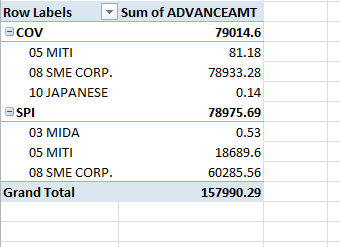 Row Labels Sum of ADVANCEAMT
COV 79014.6
05 MITI 81.18
08 SME CORP. 78933.28
10 JAPANESE 0.14
SPI 78975.69
03 MIDA 0.53
05 MITI 18689.6
08 SME CORP. 60285.56
Grand Total 157990.29